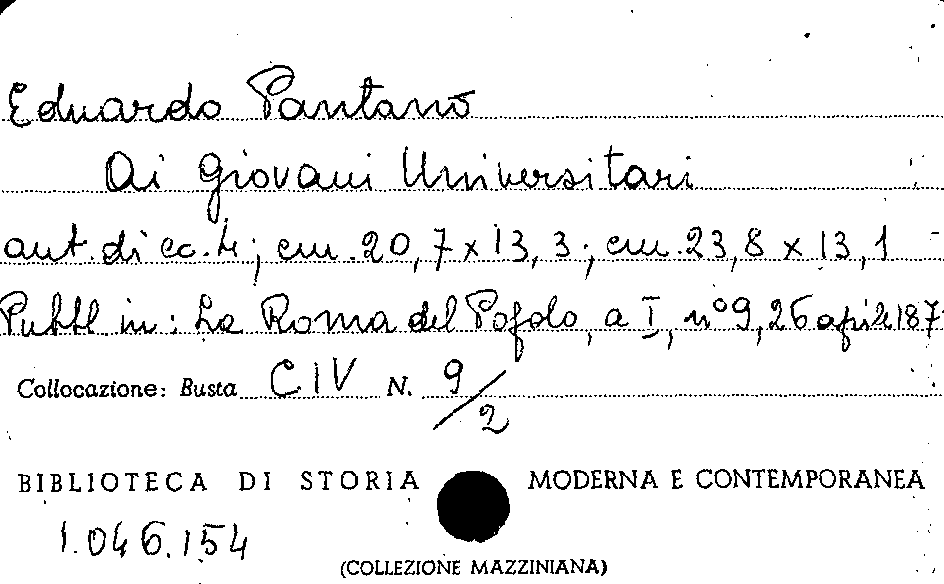 Eduardo Pantano
Ai Giovani Universitari
aut. di cc. 4; cm. 20,7 x 13,3; cm. 23,8 x 13,1
Pubbl in: La Roma del Popolo, a I, n° 9, 26 aprile 187
Collocazione: Busta CIV N. 9/2
BIBLIOTECA DI STORIA MODERNA E CONTEMPORANEA
1.046.154
(COLLEZIONE MAZZINIANA)